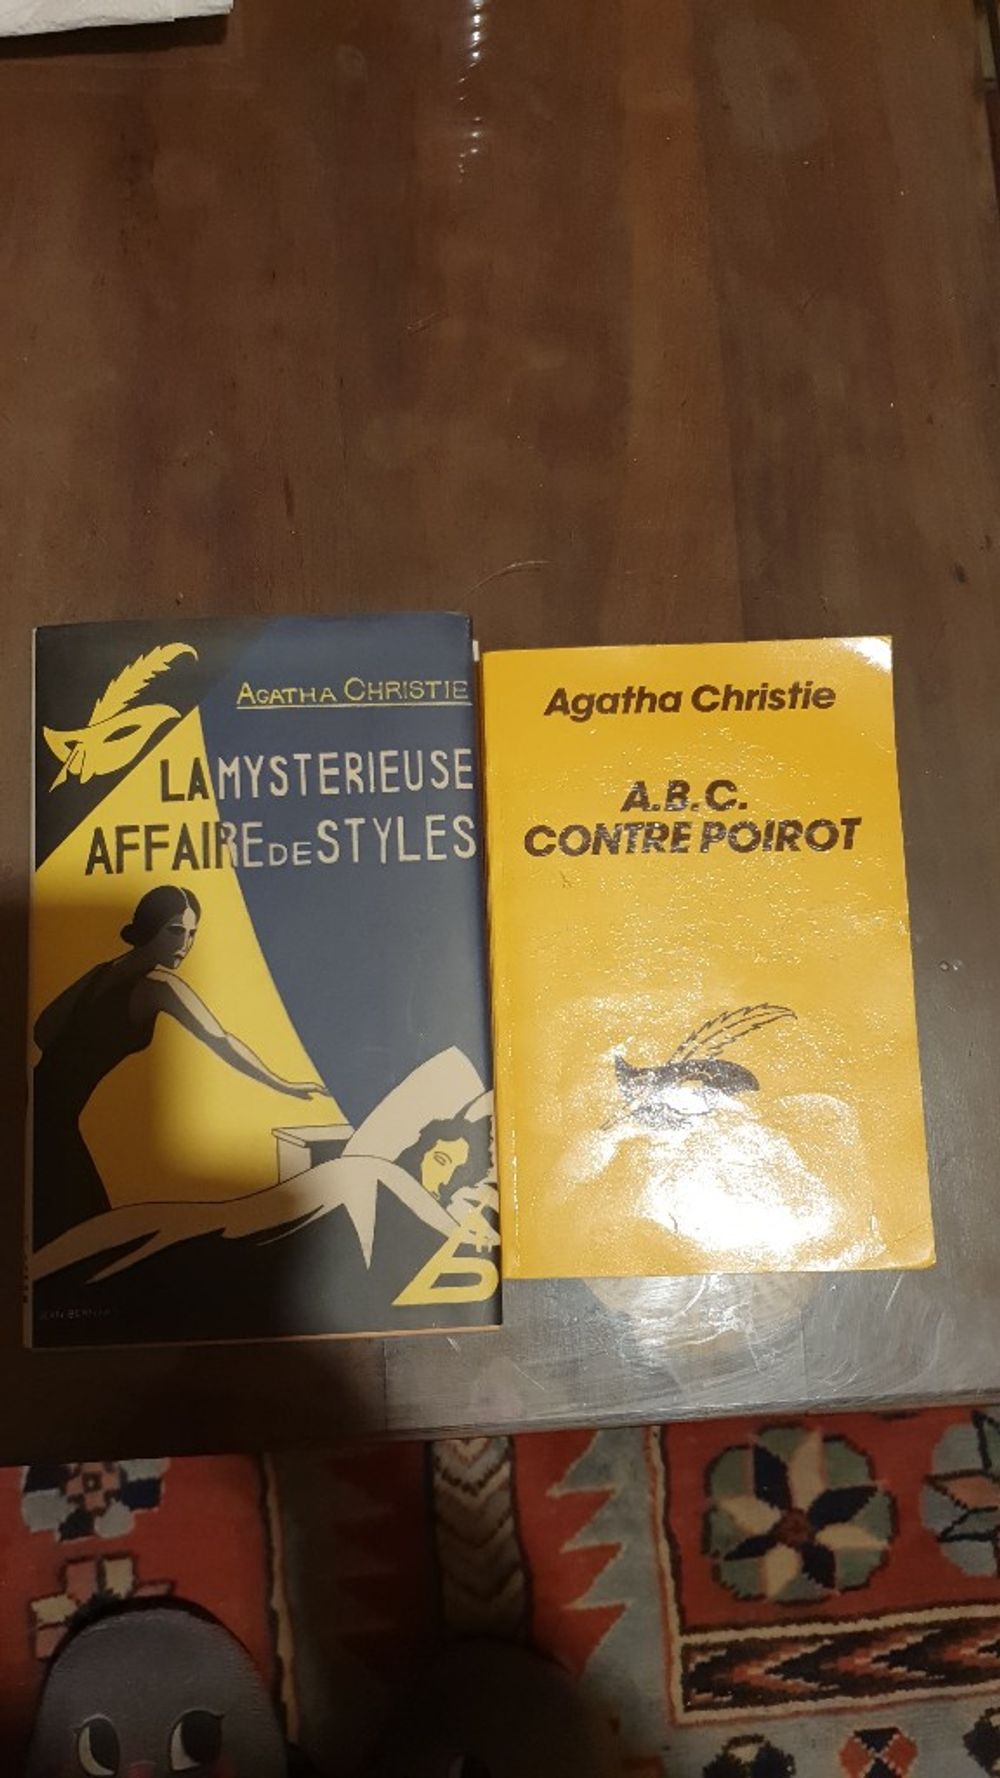 AGATHA CHRISTIE
LA MYSTERIEUSE
AFFAIRE DE STYLES
Agatha Christie
A.B.C.
CONTRE POIROT